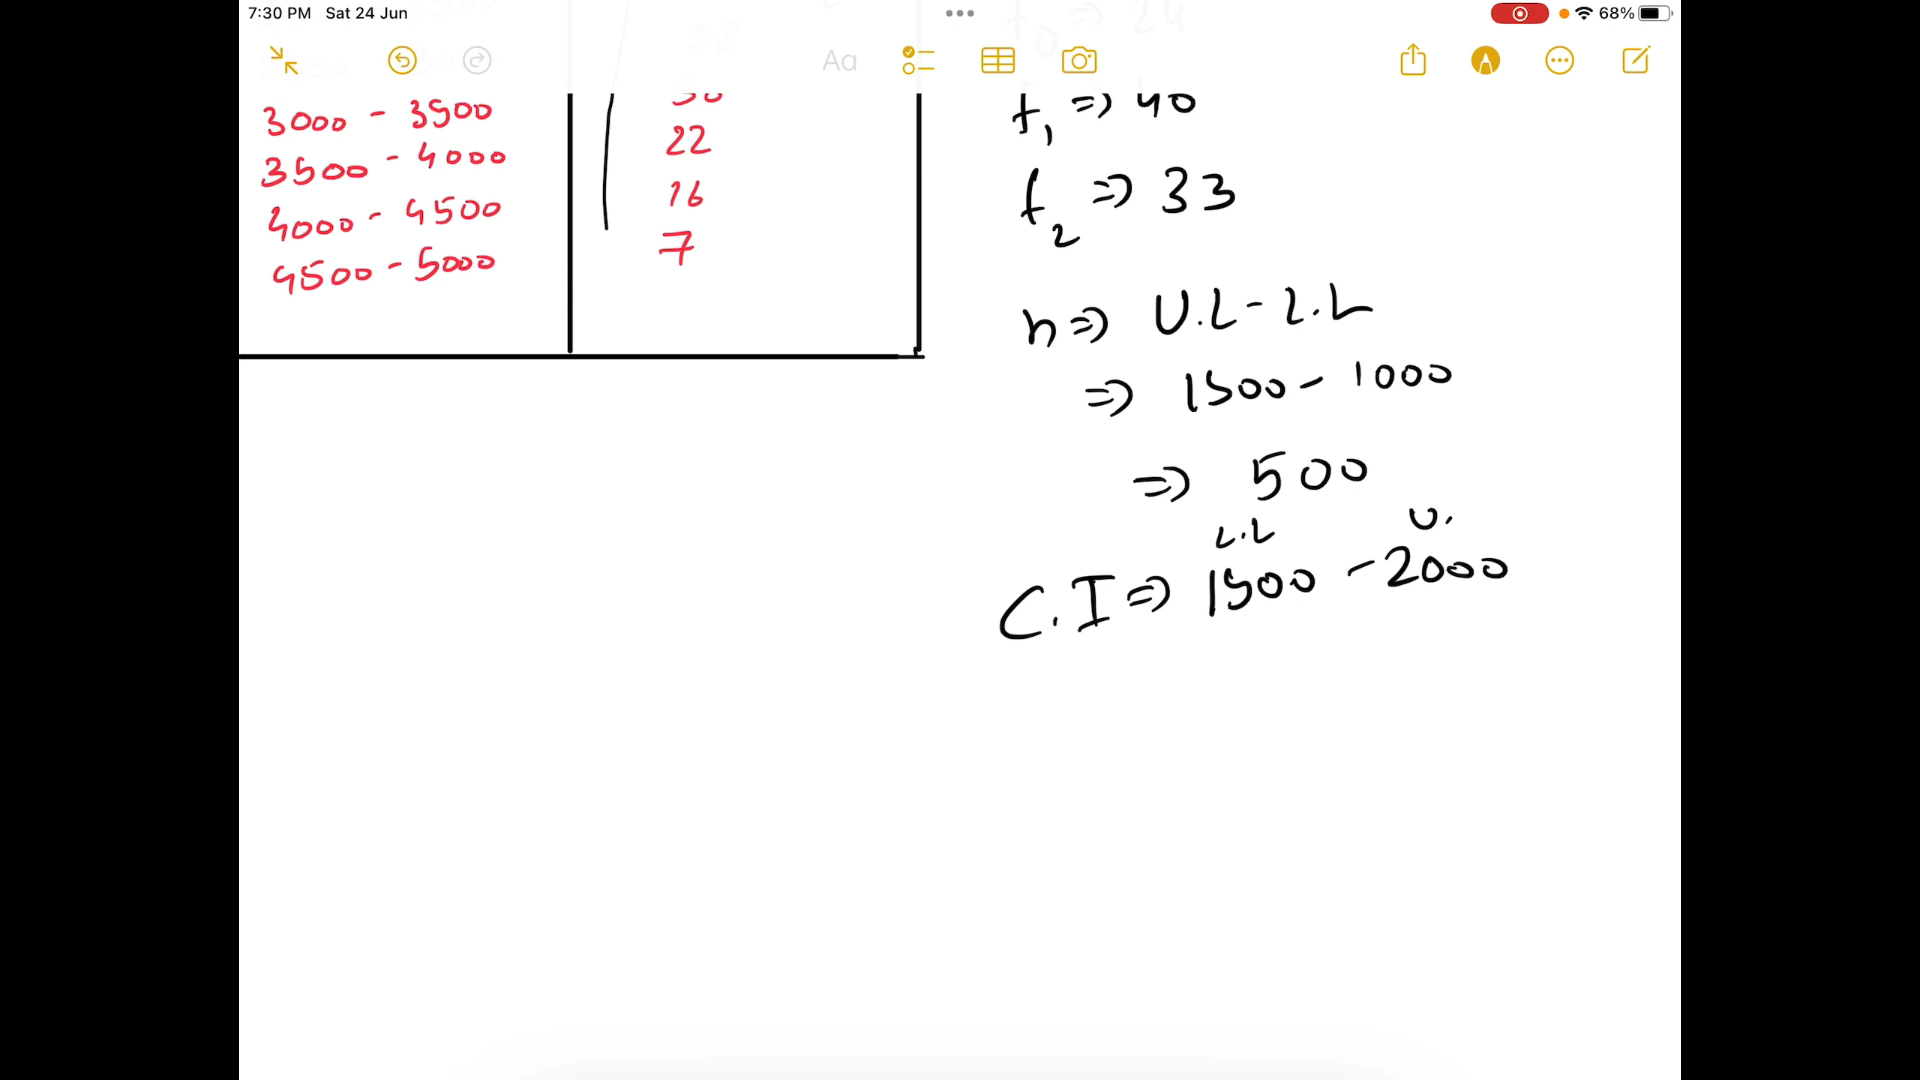 7:30 PM Sat 24 Jun
68%
Aa
3000 - 3500
3500 - 4000
4000 - 4500
4500 - 5000
22
16
7
f1 => 40
f2 => 33
h => U.L - L.L
=> 1500 - 1000
=> 500
L.L U.
C.I => 1500 - 2000